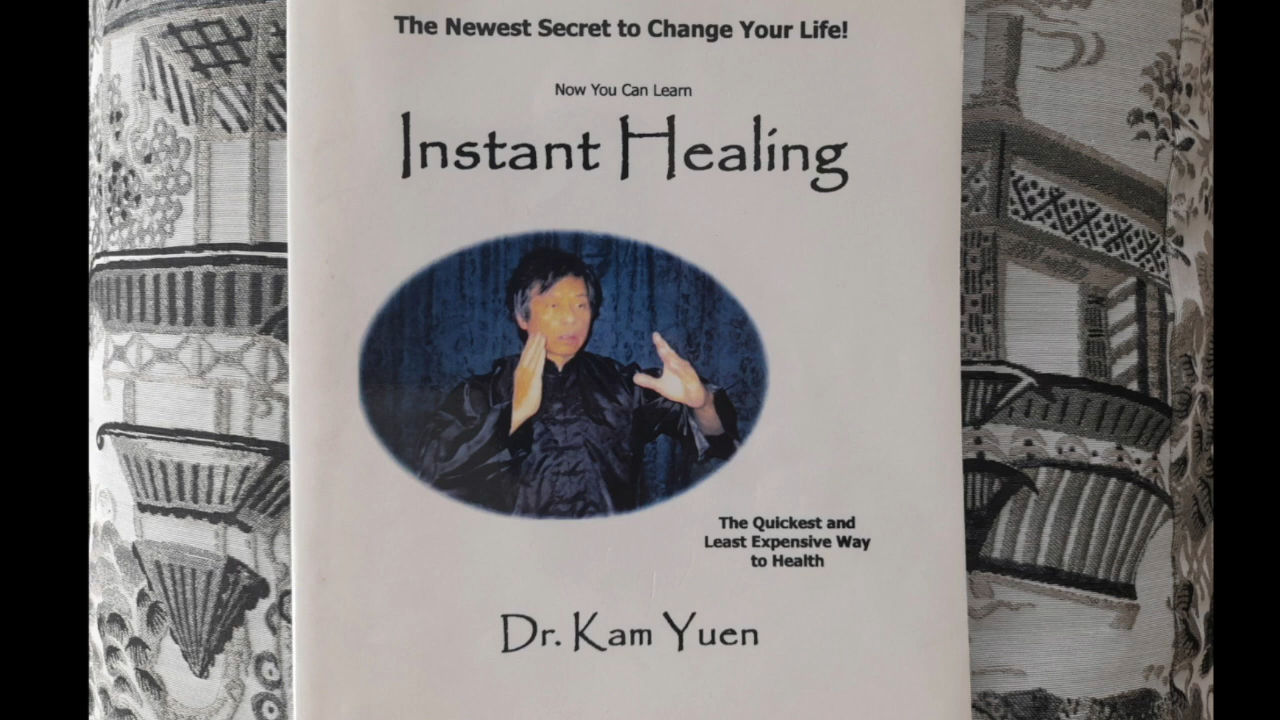 The Newest Secret to Change Your Life!
Now You Can Learn
Instant Healing
The Quickest and
Least Expensive Way
to Health
Dr. Kam Yuen